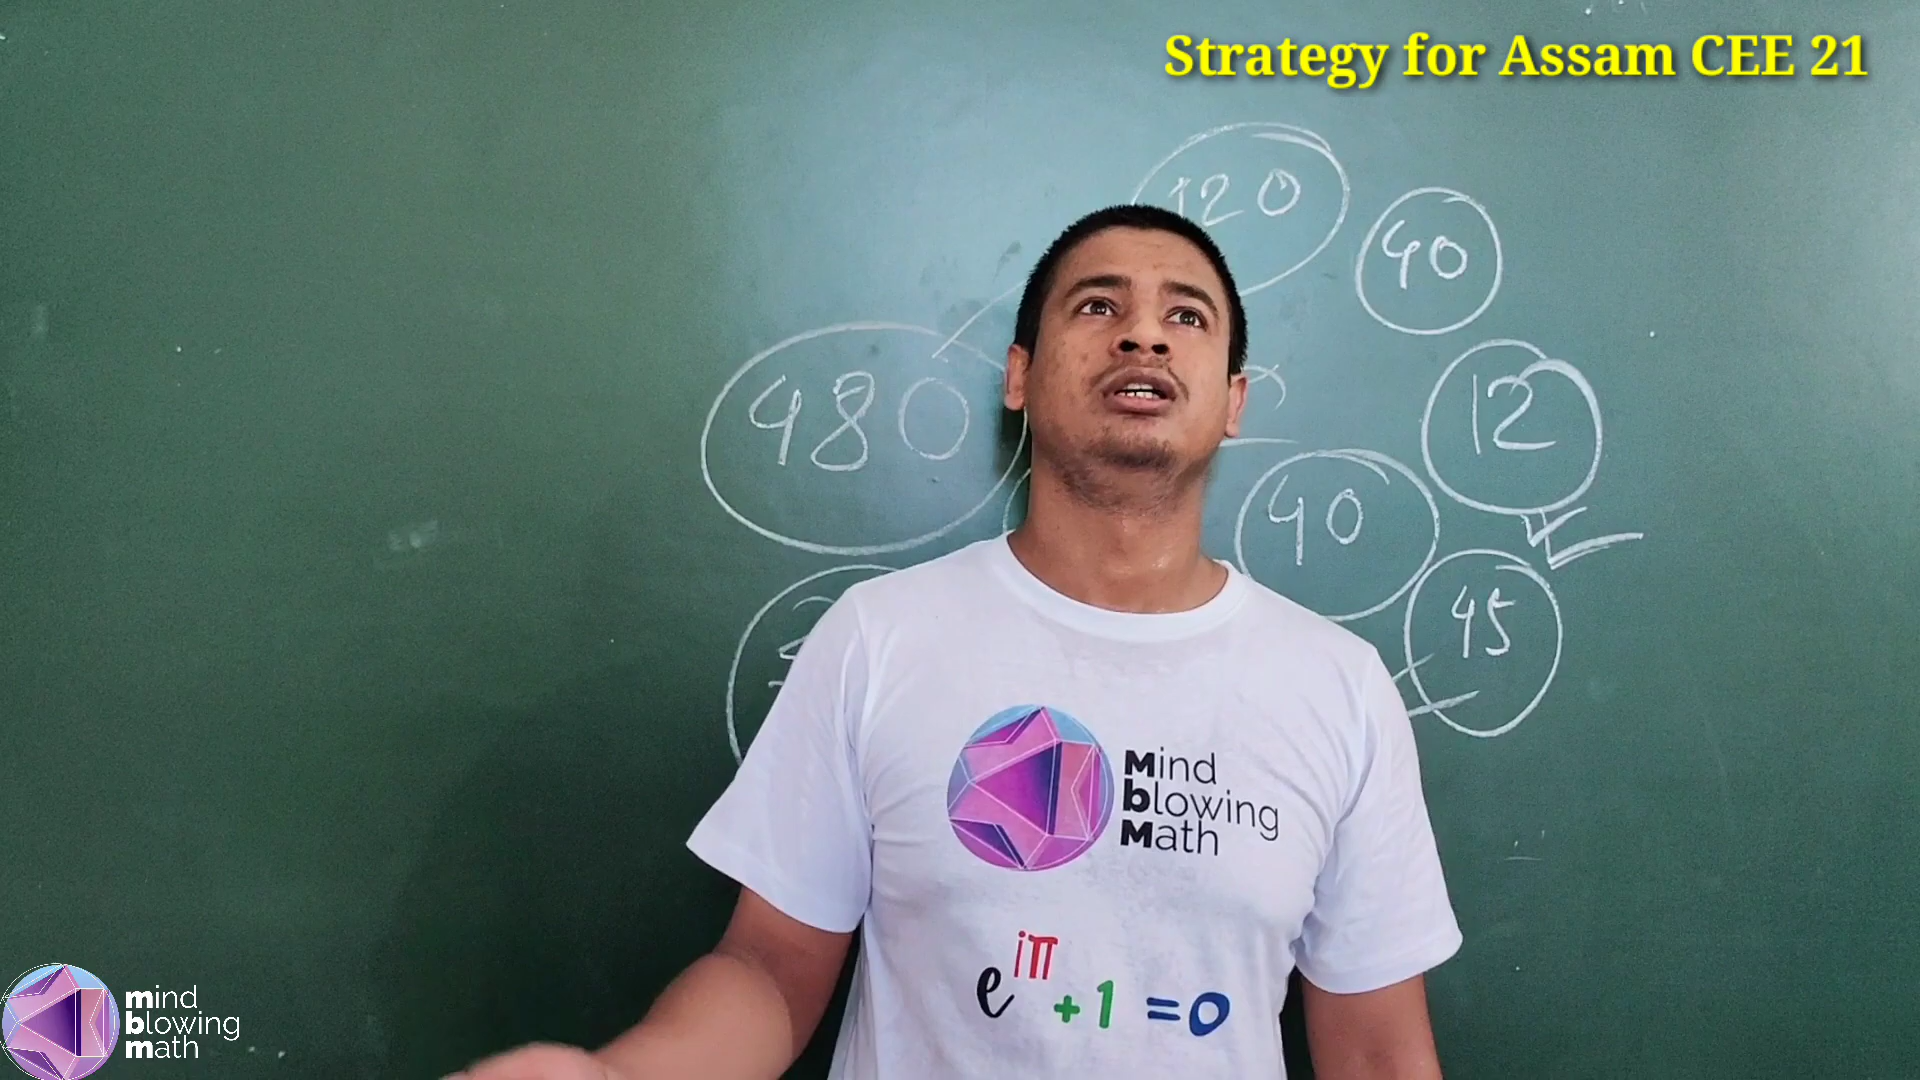 Strategy for Assam CEE 21
120
40
480
12
40
45
Mind
blowing
Math
e^iπ + 1 = 0
mind
blowing
math